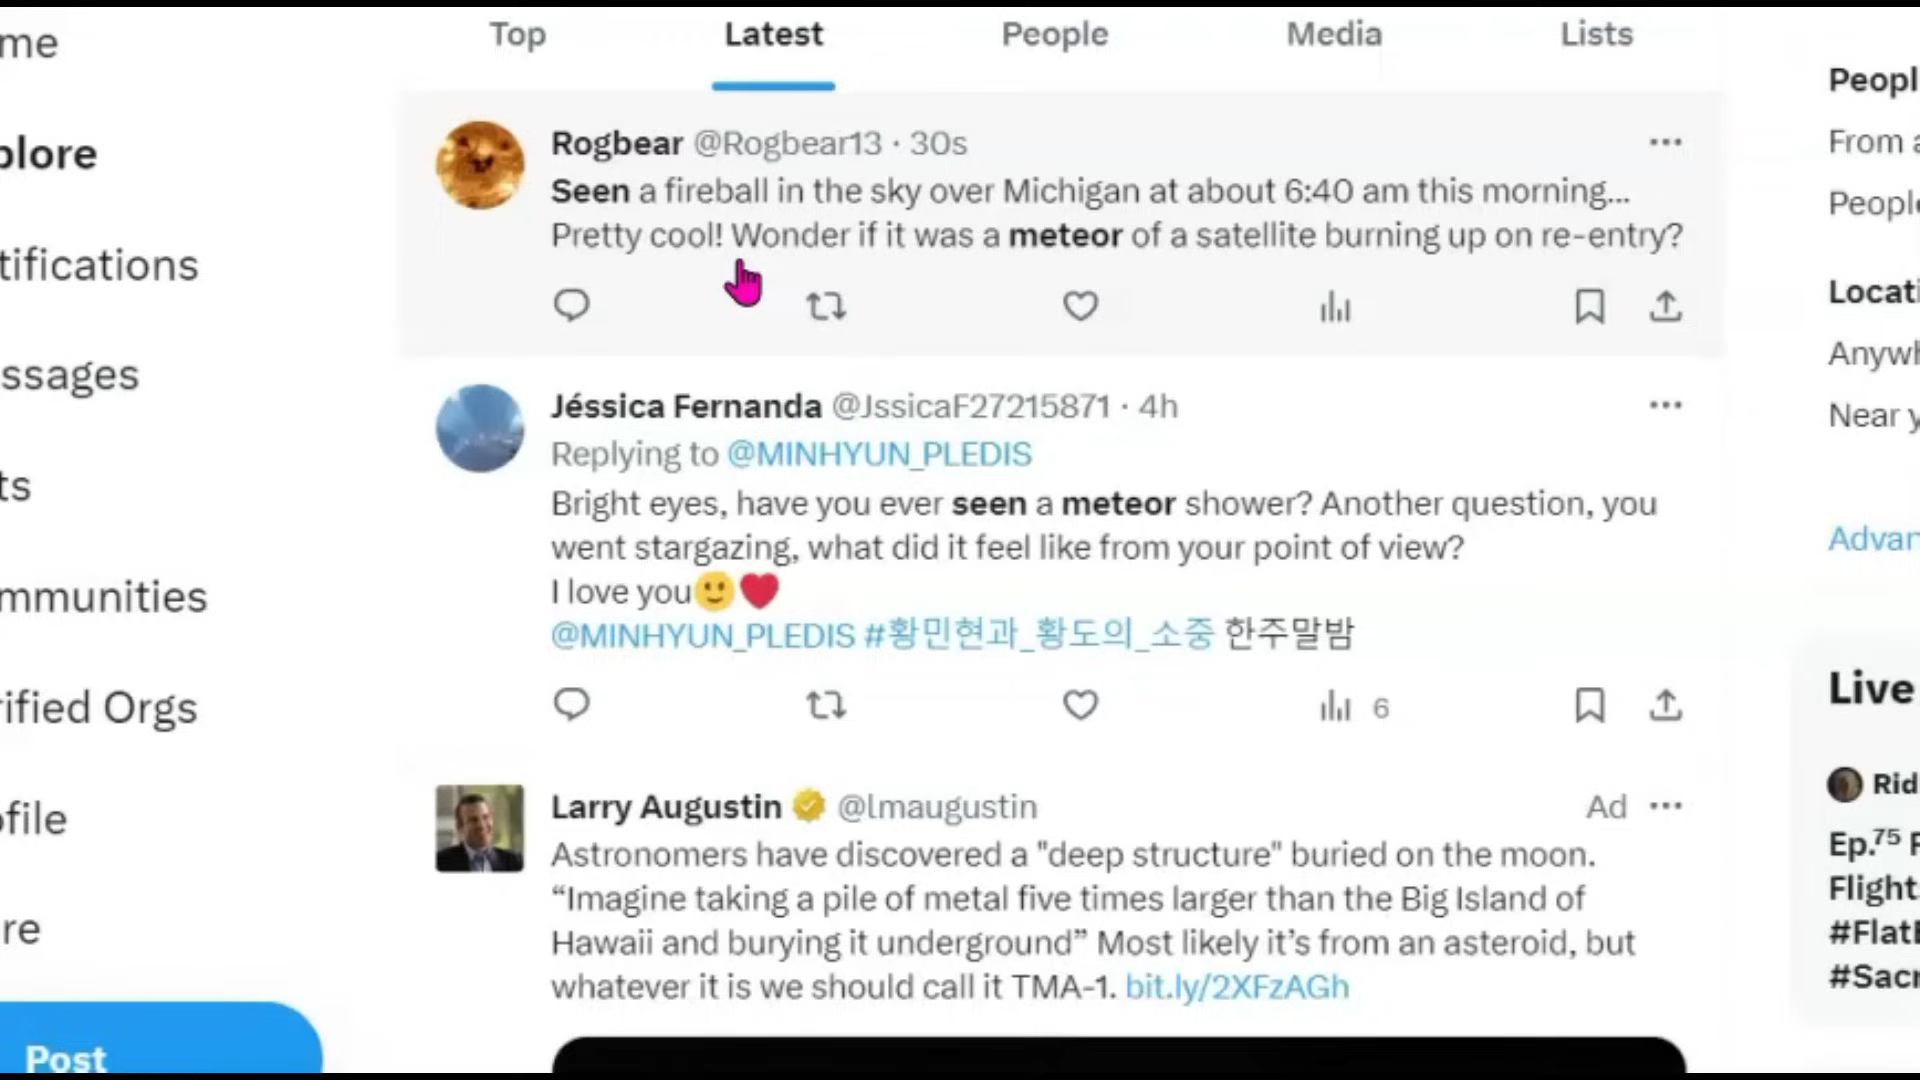 Top Latest People Media Lists
me
plore
tifications
ssages
ts
mmunities
rified Orgs
ofile
re
Post
Rogbear @Rogbear13 · 30s
Seen a fireball in the sky over Michigan at about 6:40 am this morning...
Pretty cool! Wonder if it was a meteor of a satellite burning up on re-entry?
Jéssica Fernanda @JssicaF27215871 · 4h
Replying to @MINHYUN_PLEDIS
Bright eyes, have you ever seen a meteor shower? Another question, you
went stargazing, what did it feel like from your point of view?
I love you🙂❤️
@MINHYUN_PLEDIS #황민현과_황도의_소중 한주말밤
6
Larry Augustin @lmaugustin Ad
Astronomers have discovered a "deep structure" buried on the moon.
“Imagine taking a pile of metal five times larger than the Big Island of
Hawaii and burying it underground” Most likely it’s from an asteroid, but
whatever it is we should call it TMA-1. bit.ly/2XFzAGh
Peopl
From a
People
Locati
Anywh
Near y
Advan
Live
Rid
Ep.⁷⁵ F
Flight
#FlatE
#Sacr